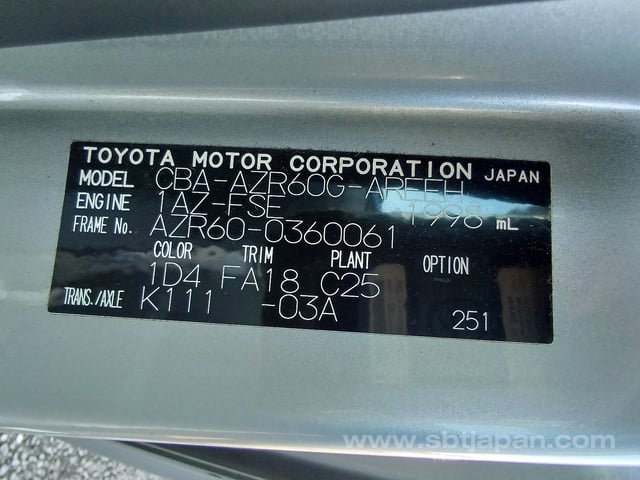 TOYOTA MOTOR CORPORATION JAPAN
MODEL CBA-AZR60G-AREEH
ENGINE 1AZ-FSE 1998 mL
FRAME No. AZR60-0360061
COLOR TRIM PLANT OPTION
1D4 FA18 C25
TRANS./AXLE K111 -03A 251
www.sbtjapan.com